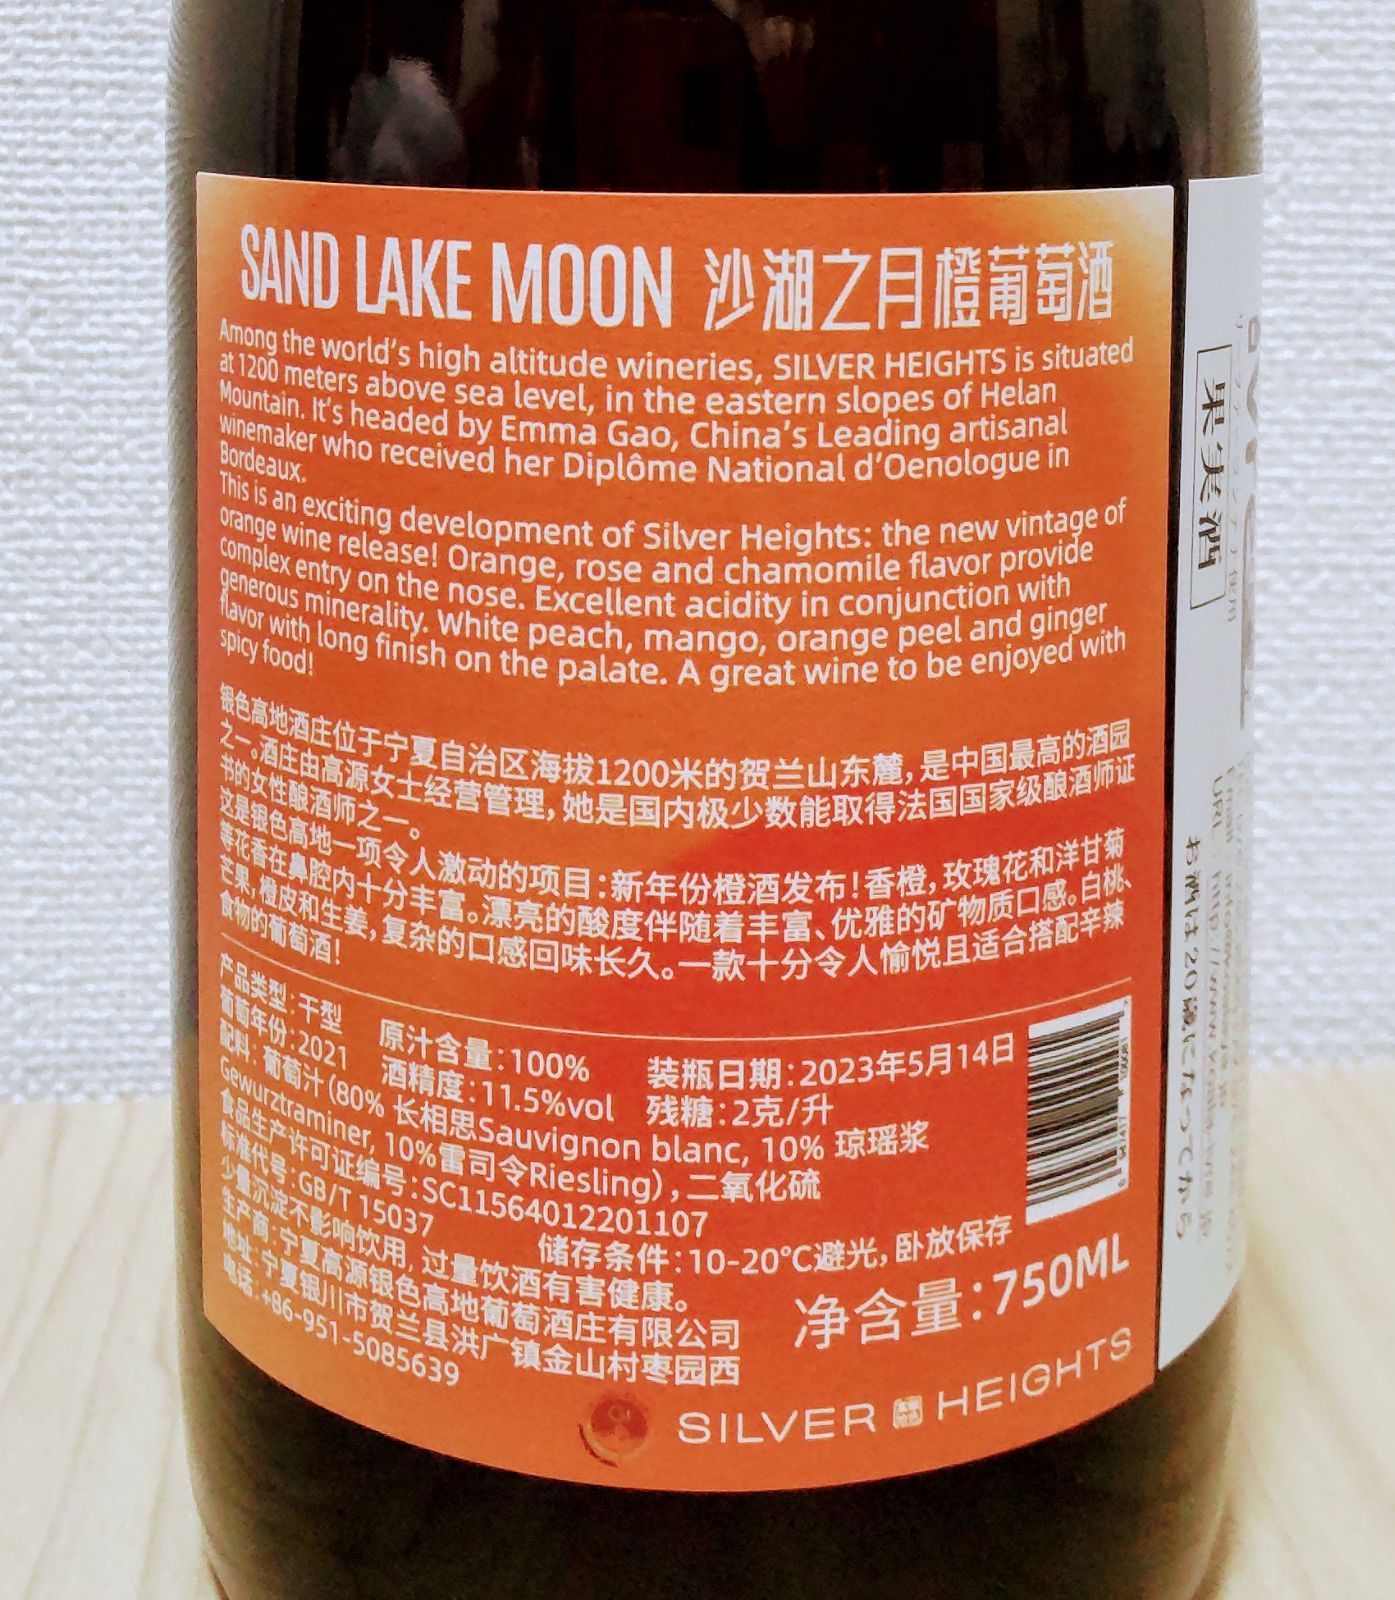 SAND LAKE MOON 沙湖之月橙葡萄酒
Among the world's high altitude wineries, SILVER HEIGHTS is situated
at 1200 meters above sea level, in the eastern slopes of Helan
Mountain. It's headed by Emma Gao, China's Leading artisanal
winemaker who received her Diplôme National d'Oenologue in
Bordeaux.
This is an exciting development of Silver Heights: the new vintage of
orange wine release! Orange, rose and chamomile flavor provide
complex entry on the nose. Excellent acidity in conjunction with
generous minerality. White peach, mango, orange peel and ginger
flavor with long finish on the palate. A great wine to be enjoyed with
spicy food!
银色高地酒庄位于宁夏自治区海拔1200米的贺兰山东麓,是中国最高的酒园
之一。酒庄由高源女士经营管理,她是国内极少数能取得法国国家级酿酒师证
书的女性酿酒师之一。
这是银色高地一项令人激动的项目:新年份橙酒发布!香橙,玫瑰花和洋甘菊
等花香在鼻腔内十分丰富。漂亮的酸度伴随着丰富、优雅的矿物质口感。白桃、
芒果,橙皮和生姜,复杂的口感回味长久。一款十分令人愉悦且适合搭配辛辣
食物的葡萄酒!
产品类型:干型 原汁含量:100% 装瓶日期:2023年5月14日
葡萄年份:2021 酒精度:11.5%vol 残糖:2克/升
配料:葡萄汁(80% 长相思Sauvignon blanc, 10% 琼瑶浆
Gewurztraminer, 10%雷司令Riesling),二氧化硫
食品生产许可证编号:SC11564012201107
标准代号:GB/T 15037 储存条件:10-20℃避光,卧放保存
少量沉淀不影响饮用, 过量饮酒有害健康。
生产商:宁夏高源银色高地葡萄酒庄有限公司
地址:宁夏银川市贺兰县洪广镇金山村枣园西
电话:+86-951-5085639
净含量:750ML
SILVER HEIGHTS
果実酒
お酒は20歳になってから